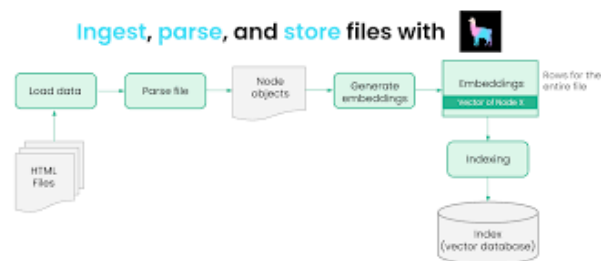 Ingest, parse, and store files with
Load data
Parse file
Node
objects
Generate
embeddings
Embeddings
Vector of Node X
Rows for the
entire file
HTML
Files
Indexing
Index
(vector database)